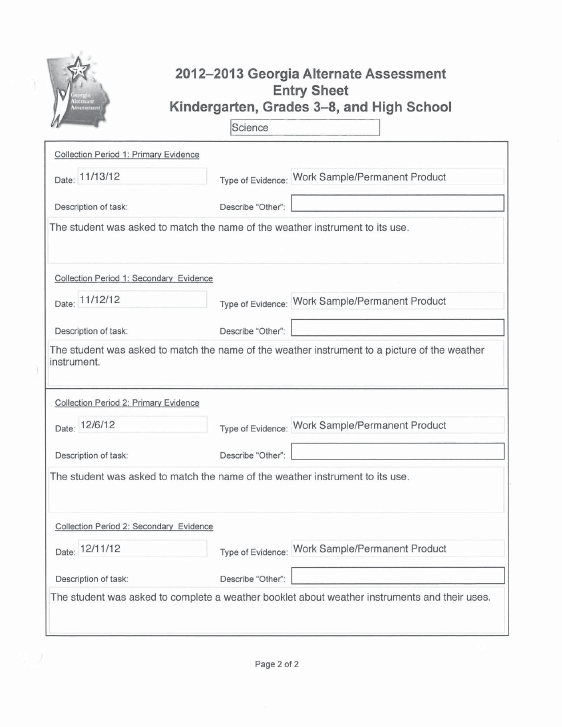 Georgia
Alternate
Assessment
2012–2013 Georgia Alternate Assessment
Entry Sheet
Kindergarten, Grades 3–8, and High School
Science
Collection Period 1: Primary Evidence
Date: 11/13/12 Type of Evidence: Work Sample/Permanent Product
Description of task: Describe "Other":
The student was asked to match the name of the weather instrument to its use.
Collection Period 1: Secondary Evidence
Date: 11/12/12 Type of Evidence: Work Sample/Permanent Product
Description of task: Describe "Other":
The student was asked to match the name of the weather instrument to a picture of the weather
instrument.
Collection Period 2: Primary Evidence
Date: 12/6/12 Type of Evidence: Work Sample/Permanent Product
Description of task: Describe "Other":
The student was asked to match the name of the weather instrument to its use.
Collection Period 2: Secondary Evidence
Date: 12/11/12 Type of Evidence: Work Sample/Permanent Product
Description of task: Describe "Other":
The student was asked to complete a weather booklet about weather instruments and their uses.
Page 2 of 2